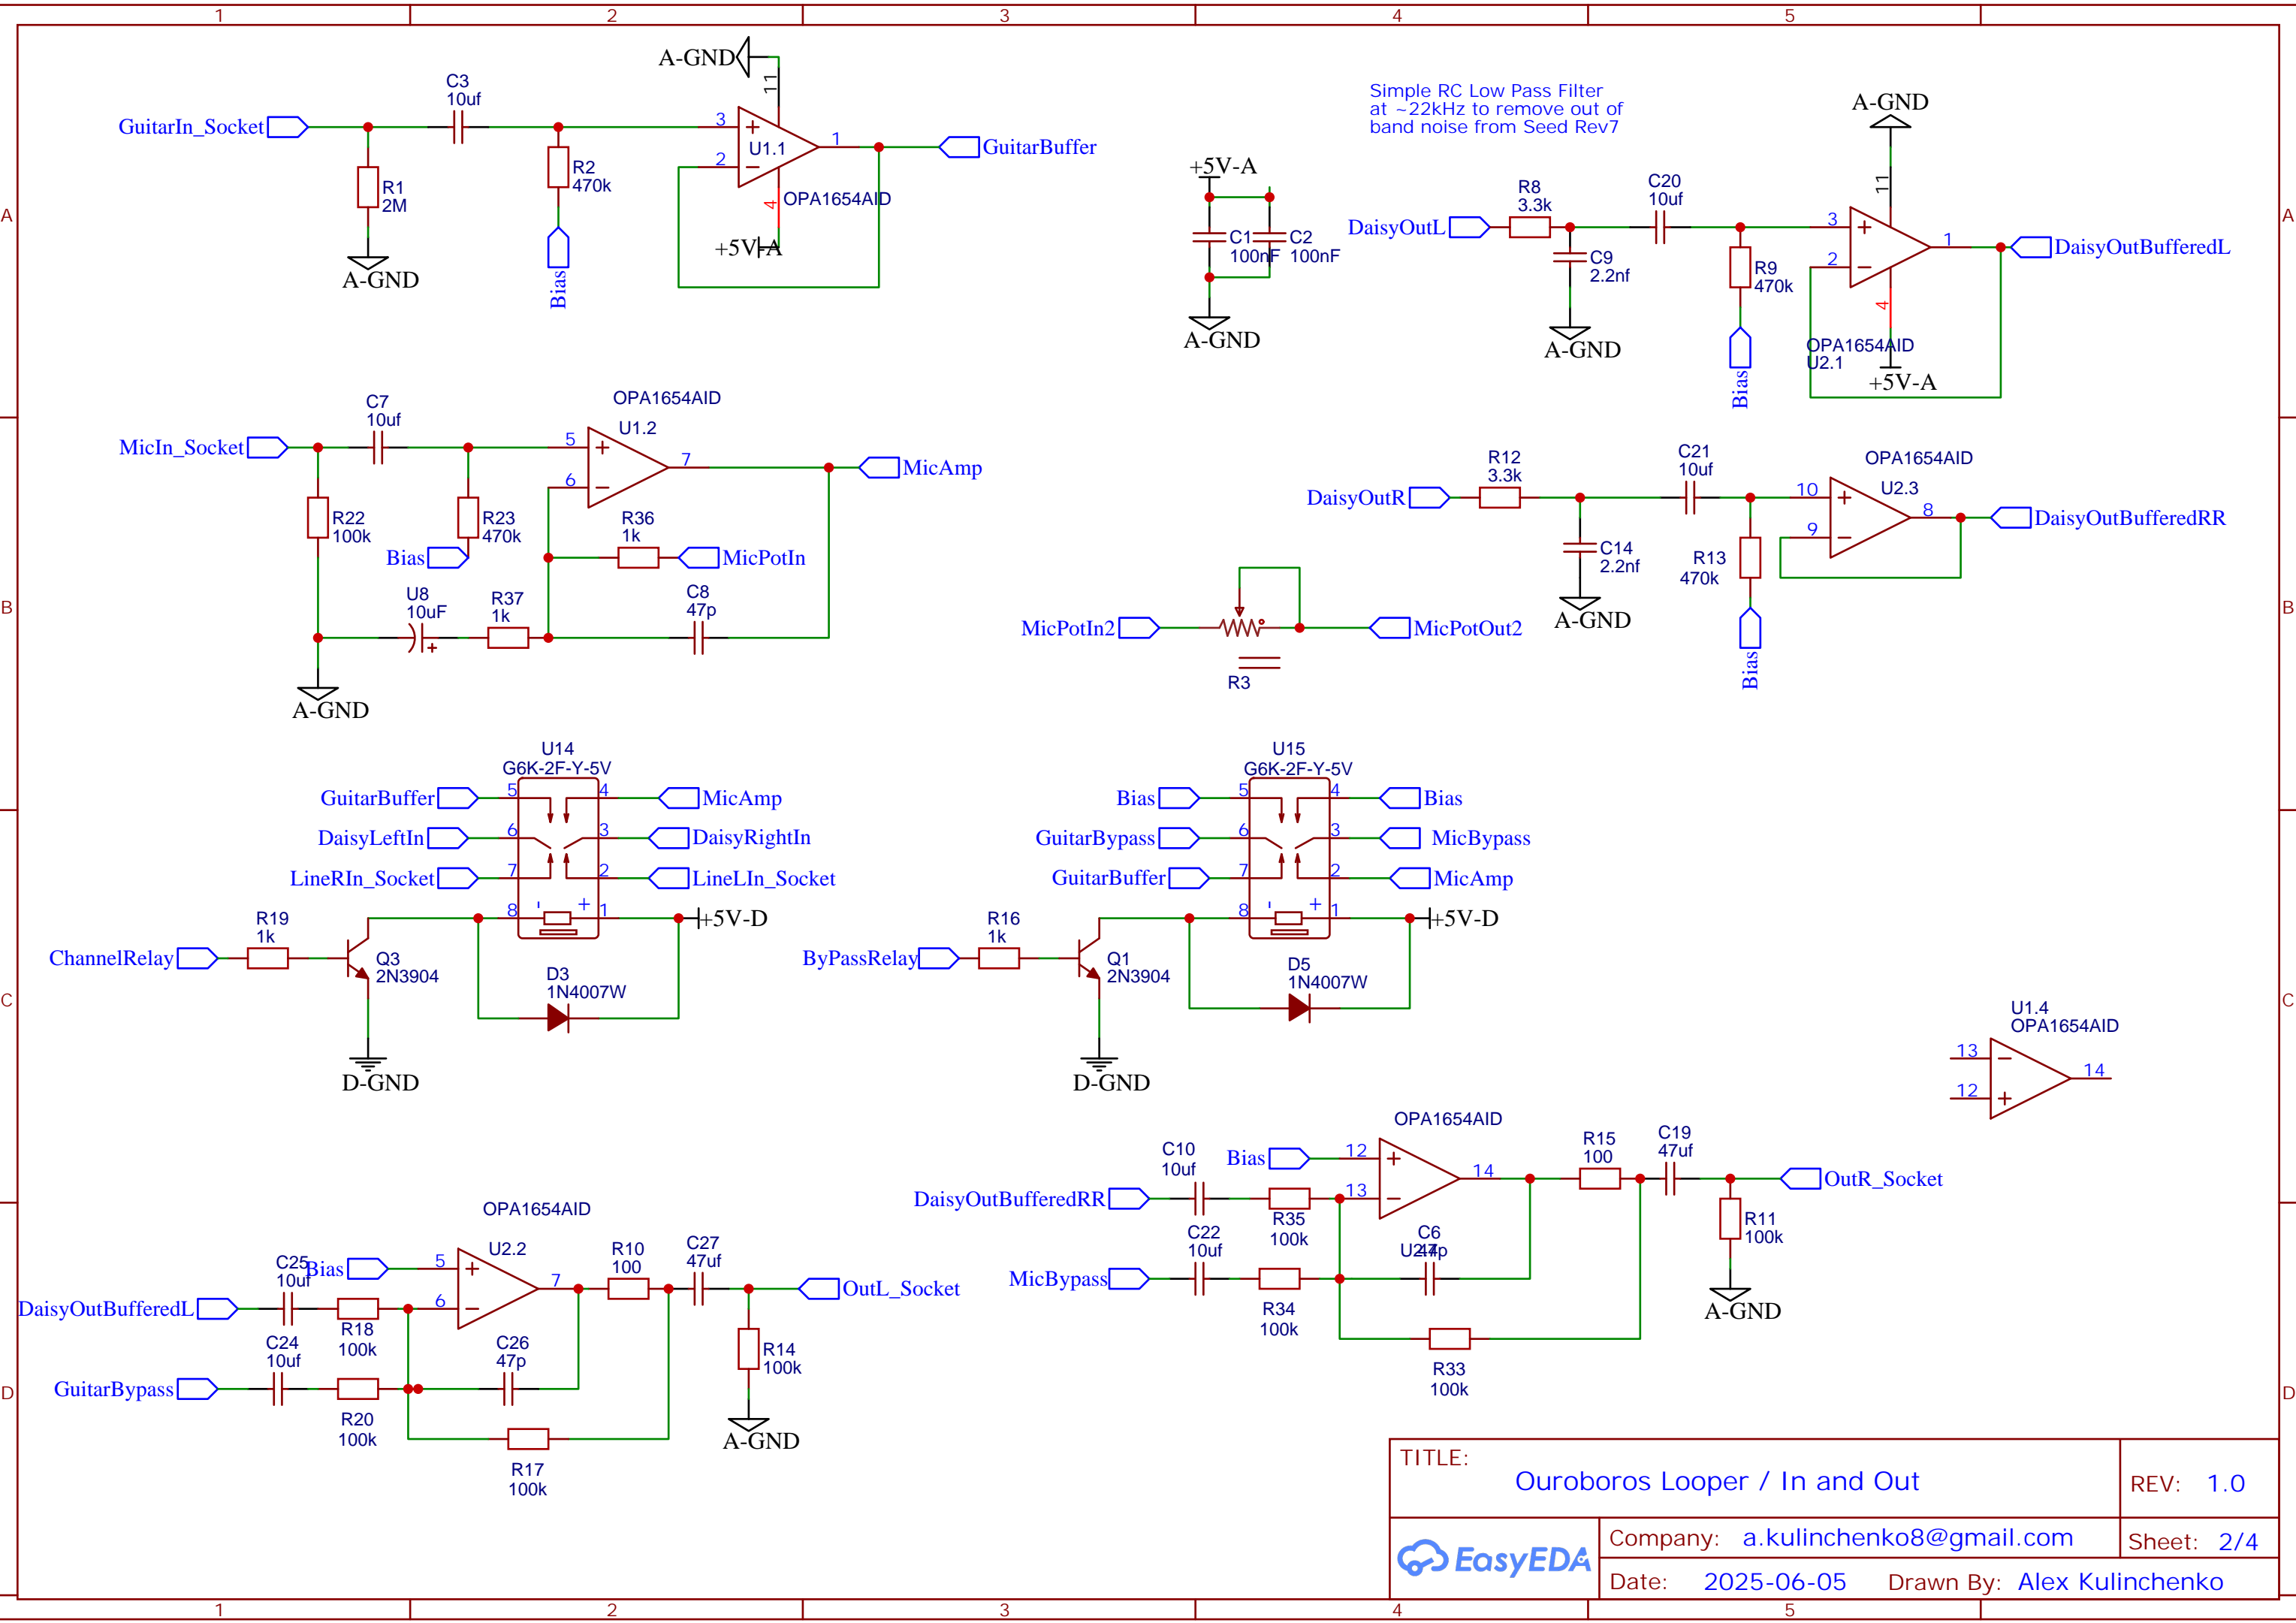 1 2 3 4 5
A
B
C
D
A
B
C
D
A-GND
11
C3
10uf
GuitarIn_Socket
3
1
U1.1
GuitarBuffer
2
R2
470k
R1
2M
4
OPA1654AID
+5V-A
A-GND
Bias
Simple RC Low Pass Filter
at ~22kHz to remove out of
band noise from Seed Rev7
+5V-A
C1
100nF
C2
100nF
A-GND
A-GND
11
R8
3.3k
C20
10uf
DaisyOutL
3
1
DaisyOutBufferedL
2
C9
2.2nf
R9
470k
4
A-GND
OPA1654AID
U2.1
+5V-A
Bias
OPA1654AID
C7
10uf
U1.2
MicIn_Socket
5
7
MicAmp
6
R22
100k
R23
470k
R36
1k
Bias
MicPotIn
U8
10uF
R37
1k
C8
47p
A-GND
MicPotIn2
MicPotOut2
R3
R12
3.3k
C21
10uf
OPA1654AID
U2.3
DaisyOutR
10
8
DaisyOutBufferedRR
9
C14
2.2nf
R13
470k
A-GND
Bias
U14
G6K-2F-Y-5V
GuitarBuffer
5
4
MicAmp
DaisyLeftIn
6
3
DaisyRightIn
LineRIn_Socket
7
2
LineLIn_Socket
8
-
+
1
+5V-D
R19
1k
ChannelRelay
Q3
2N3904
D3
1N4007W
D-GND
U15
G6K-2F-Y-5V
Bias
5
4
Bias
GuitarBypass
6
3
MicBypass
GuitarBuffer
7
2
MicAmp
8
-
+
1
+5V-D
R16
1k
ByPassRelay
Q1
2N3904
D5
1N4007W
D-GND
U1.4
OPA1654AID
13
14
12
OPA1654AID
C10
10uf
Bias
12
14
R15
100
C19
47uf
OutR_Socket
DaisyOutBufferedRR
13
R35
100k
C22
10uf
C6
47p
U2.4
R11
100k
MicBypass
R34
100k
A-GND
R33
100k
OPA1654AID
U2.2
C25
10uf
Bias
5
7
R10
100
C27
47uf
OutL_Socket
DaisyOutBufferedL
6
R18
100k
C24
10uf
C26
47p
R14
100k
GuitarBypass
R20
100k
A-GND
R17
100k
TITLE:
Ouroboros Looper / In and Out
REV: 1.0
EasyEDA
Company: a.kulinchenko8@gmail.com
Sheet: 2/4
Date: 2025-06-05 Drawn By: Alex Kulinchenko
1 2 3 4 5